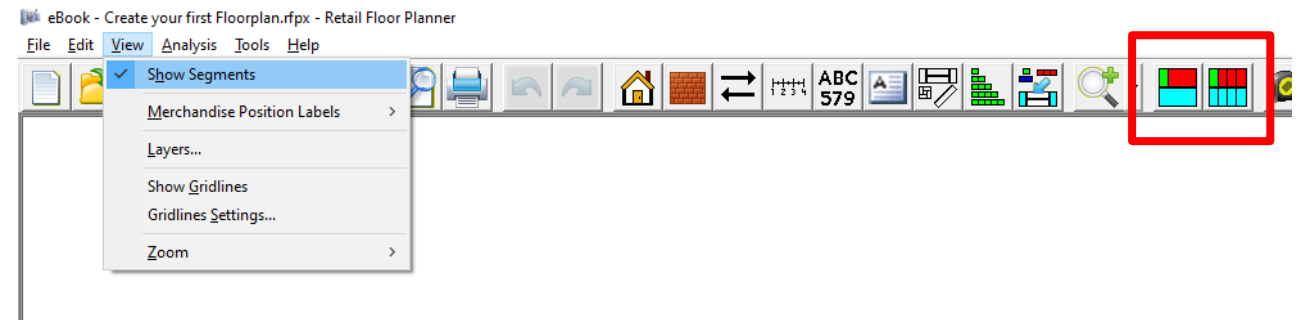 eBook - Create your first Floorplan.rfpx - Retail Floor Planner
File Edit View Analysis Tools Help
ABC
579
1 2 3 4
A
Show Segments
Merchandise Position Labels
Layers...
Show Gridlines
Gridlines Settings...
Zoom